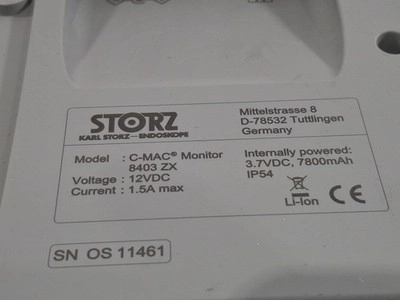 STORZ
KARL STORZ—ENDOSKOPE
Mittelstrasse 8
D-78532 Tuttlingen
Germany
Model : C-MAC® Monitor
8403 ZX
Voltage : 12VDC
Current : 1.5A max
Internally powered:
3.7VDC, 7800mAh
IP54
Li-Ion
CE
SN OS 11461